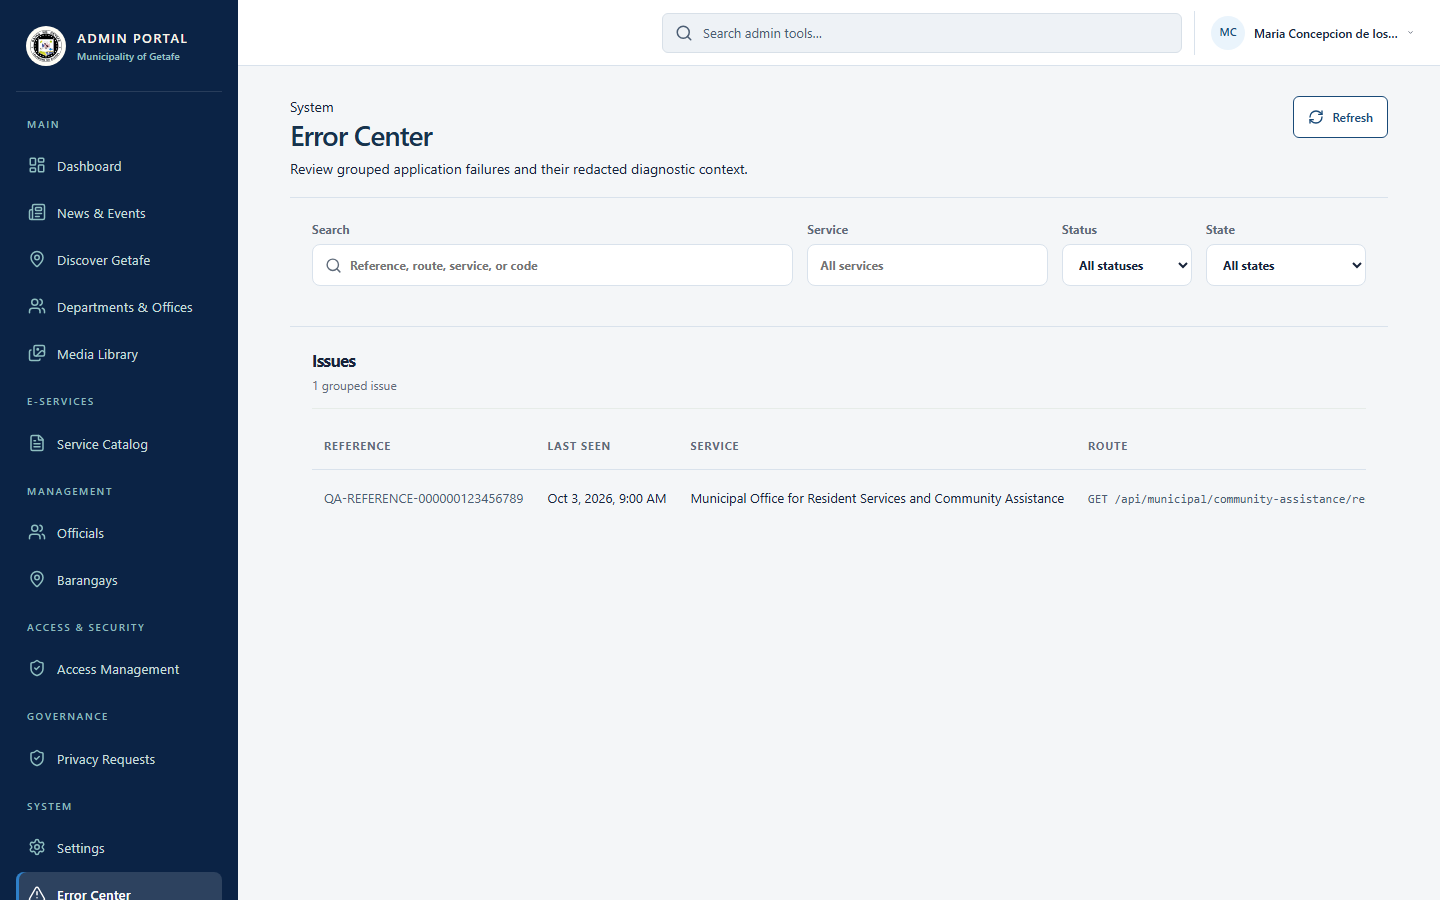 ADMIN PORTAL
Municipality of Getafe
MAIN
Dashboard
News & Events
Discover Getafe
Departments & Offices
Media Library
E-SERVICES
Service Catalog
MANAGEMENT
Officials
Barangays
ACCESS & SECURITY
Access Management
GOVERNANCE
Privacy Requests
SYSTEM
Settings
Error Center
Search admin tools...
MC
Maria Concepcion de los...
System
Error Center
Review grouped application failures and their redacted diagnostic context.
Refresh
Search
Service
Status
State
Reference, route, service, or code
All services
All statuses
All states
Issues
1 grouped issue
REFERENCE LAST SEEN SERVICE ROUTE
QA-REFERENCE-000000123456789 Oct 3, 2026, 9:00 AM Municipal Office for Resident Services and Community Assistance GET /api/municipal/community-assistance/re